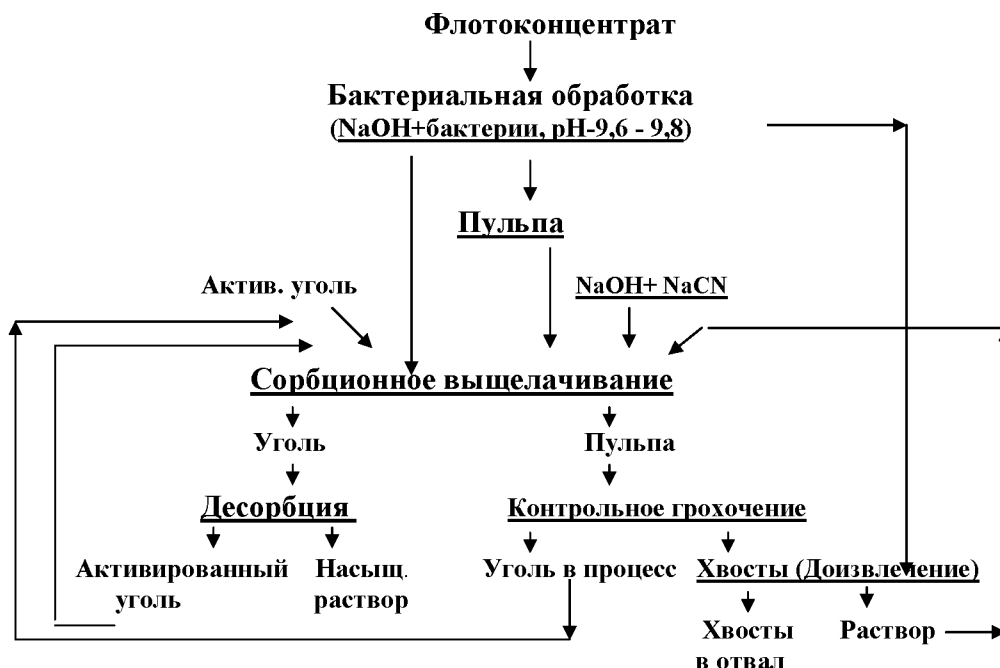 Флотоконцентрат
Бактериальная обработка
(NaOH+бактерии, pH-9,6 - 9,8)
Пульпа
Актив. уголь
NaOH+ NaCN
Сорбционное выщелачивание
Уголь
Пульпа
Десорбция
Контрольное грохочение
Активированный
уголь
Насыщ.
раствор
Уголь в процесс
Хвосты (Доизвлечение)
Хвосты
в отвал
Раствор